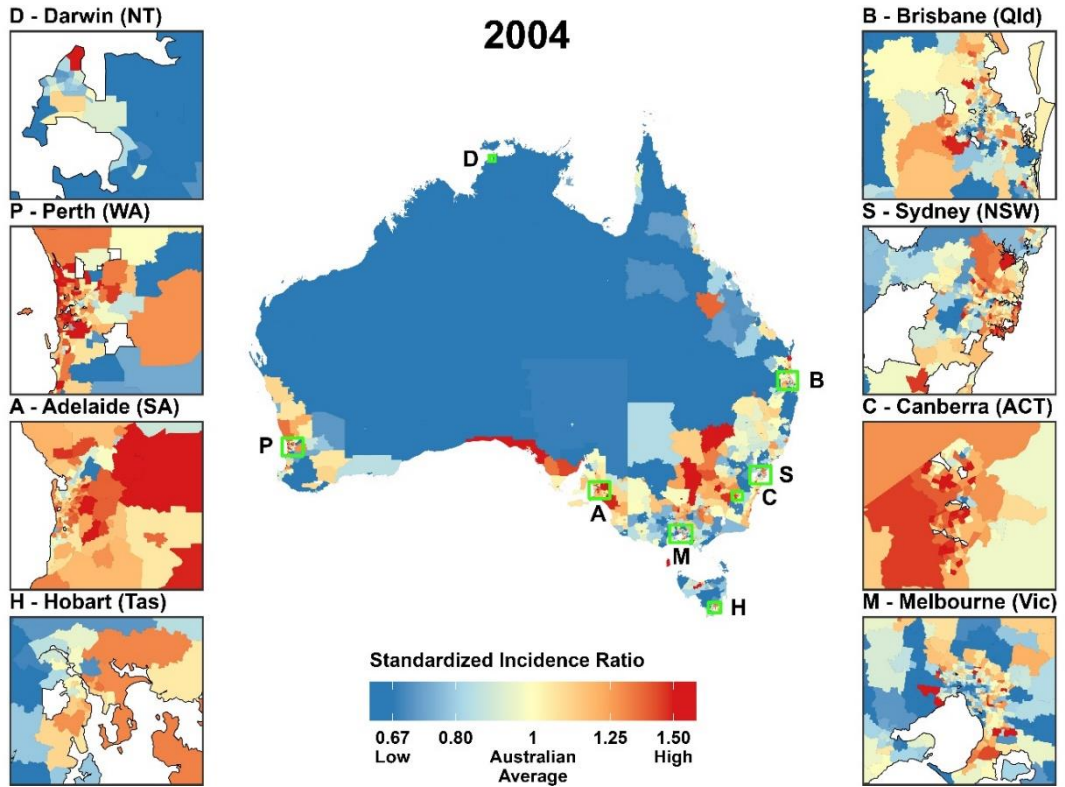 D - Darwin (NT)
2004
B - Brisbane (Qld)
P - Perth (WA)
S - Sydney (NSW)
A - Adelaide (SA)
C - Canberra (ACT)
H - Hobart (Tas)
M - Melbourne (Vic)
D
B
P
S
C
A
M
H
Standardized Incidence Ratio
0.67 0.80 1 1.25 1.50
Low Australian High
Average